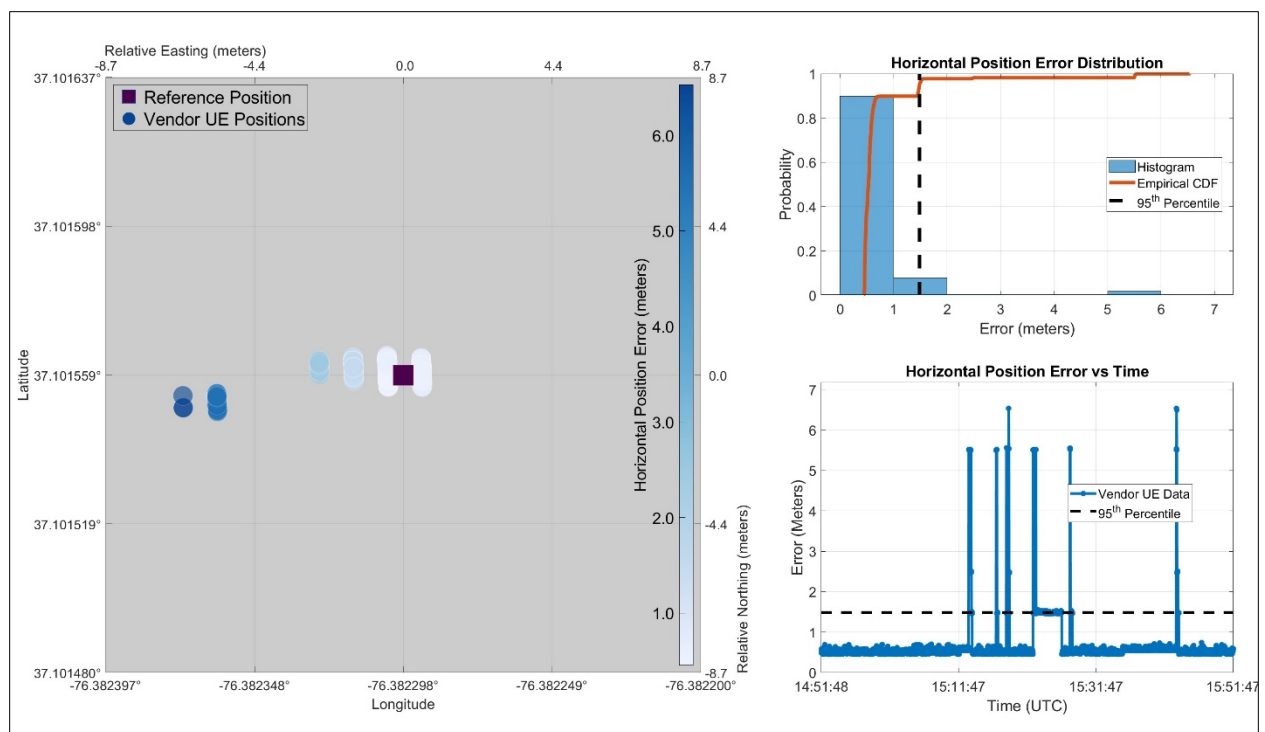 Relative Easting (meters)
-8.7 -4.4 0.0 4.4 8.7
37.101637°
37.101598°
37.101559°
37.101519°
37.101480°
Latitude
-76.382397° -76.382348° -76.382298° -76.382249° -76.382200°
Longitude
8.7
4.4
0.0
-4.4
-8.7
Relative Northing (meters)
Reference Position
Vendor UE Positions
Horizontal Position Error (meters)
6.0
5.0
4.0
3.0
2.0
1.0
Horizontal Position Error Distribution
Probability
1
0.8
0.6
0.4
0.2
0
0 1 2 3 4 5 6 7
Error (meters)
Histogram
Empirical CDF
95th Percentile
Horizontal Position Error vs Time
Error (Meters)
7
6
5
4
3
2
1
0
14:51:48 15:11:47 15:31:47 15:51:47
Time (UTC)
Vendor UE Data
95th Percentile